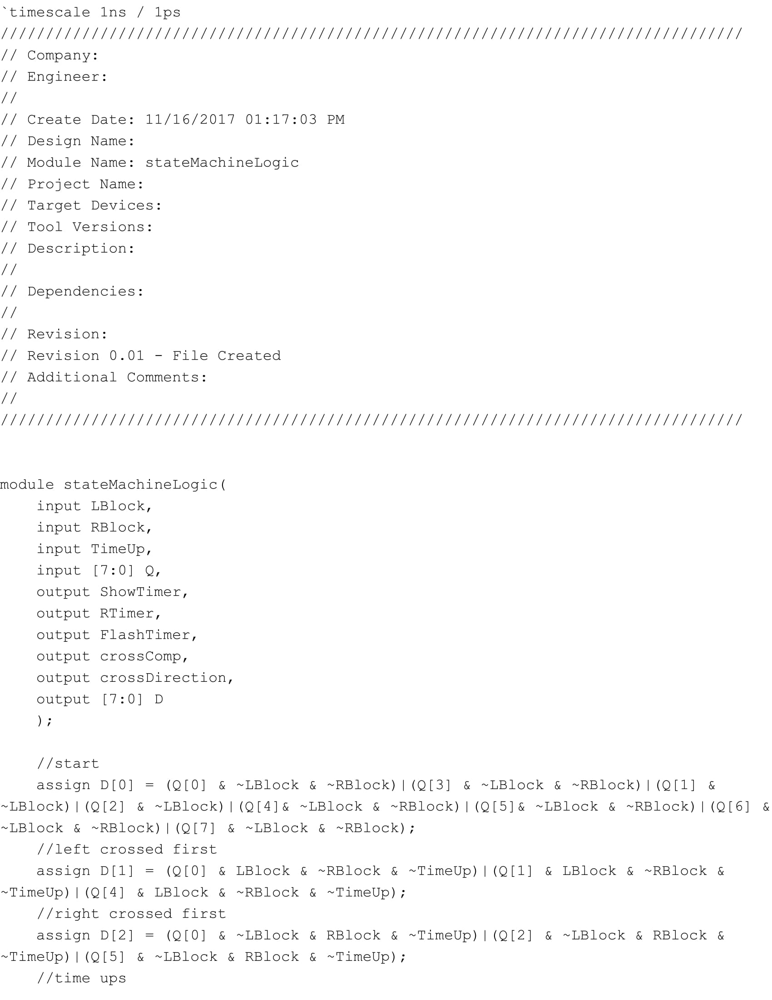 `timescale 1ns / 1ps
//////////////////////////////////////////////////////////////////////////////////
// Company:
// Engineer:
//
// Create Date: 11/16/2017 01:17:03 PM
// Design Name:
// Module Name: stateMachineLogic
// Project Name:
// Target Devices:
// Tool Versions:
// Description:
//
// Dependencies:
//
// Revision:
// Revision 0.01 - File Created
// Additional Comments:
//
//////////////////////////////////////////////////////////////////////////////////
module stateMachineLogic(
    input LBlock,
    input RBlock,
    input TimeUp,
    input [7:0] Q,
    output ShowTimer,
    output RTimer,
    output FlashTimer,
    output crossComp,
    output crossDirection,
    output [7:0] D
    );
    //start
    assign D[0] = (Q[0] & ~LBlock & ~RBlock)|(Q[3] & ~LBlock & ~RBlock)|(Q[1] &
~LBlock)|(Q[2] & ~LBlock)|(Q[4]& ~LBlock & ~RBlock)|(Q[5]& ~LBlock & ~RBlock)|(Q[6] &
~LBlock & ~RBlock)|(Q[7] & ~LBlock & ~RBlock);
    //left crossed first
    assign D[1] = (Q[0] & LBlock & ~RBlock & ~TimeUp)|(Q[1] & LBlock & ~RBlock &
~TimeUp)|(Q[4] & LBlock & ~RBlock & ~TimeUp);
    //right crossed first
    assign D[2] = (Q[0] & ~LBlock & RBlock & ~TimeUp)|(Q[2] & ~LBlock & RBlock &
~TimeUp)|(Q[5] & ~LBlock & RBlock & ~TimeUp);
    //time ups